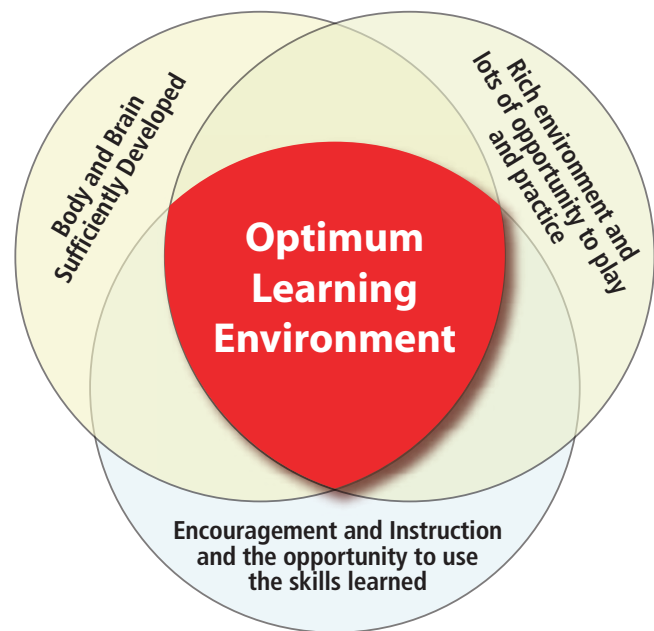 Body and Brain
Sufficiently Developed
Rich environment and
lots of opportunity to play
and practice
Optimum
Learning
Environment
Encouragement and Instruction
and the opportunity to use
the skills learned